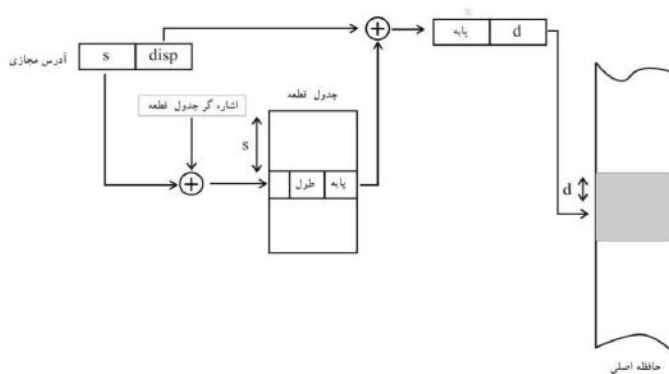 پایه d
آدرس مجازی s disp
جدول قطعه
اشاره گر جدول قطعه
s
طول پایه
d
حافظه اصلی